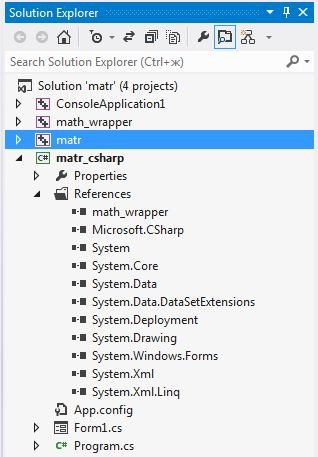 Solution Explorer
Search Solution Explorer (Ctrl+ж)
Solution 'matr' (4 projects)
ConsoleApplication1
math_wrapper
matr
C# matr_csharp
Properties
References
math_wrapper
Microsoft.CSharp
System
System.Core
System.Data
System.Data.DataSetExtensions
System.Deployment
System.Drawing
System.Windows.Forms
System.Xml
System.Xml.Linq
App.config
Form1.cs
C# Program.cs